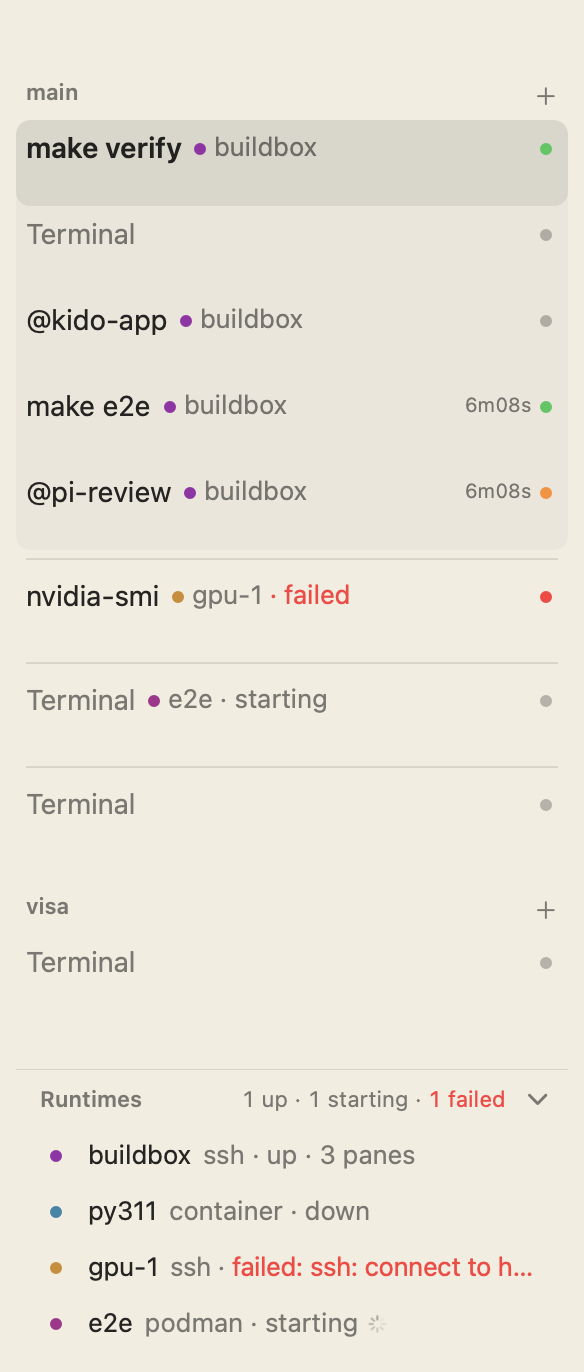 main +
make verify buildbox
Terminal
@kido-app buildbox
make e2e buildbox 6m08s
@pi-review buildbox 6m08s
nvidia-smi gpu-1 · failed
Terminal e2e · starting
Terminal
visa +
Terminal
Runtimes 1 up · 1 starting · 1 failed
buildbox ssh · up · 3 panes
py311 container · down
gpu-1 ssh · failed: ssh: connect to h...
e2e podman · starting